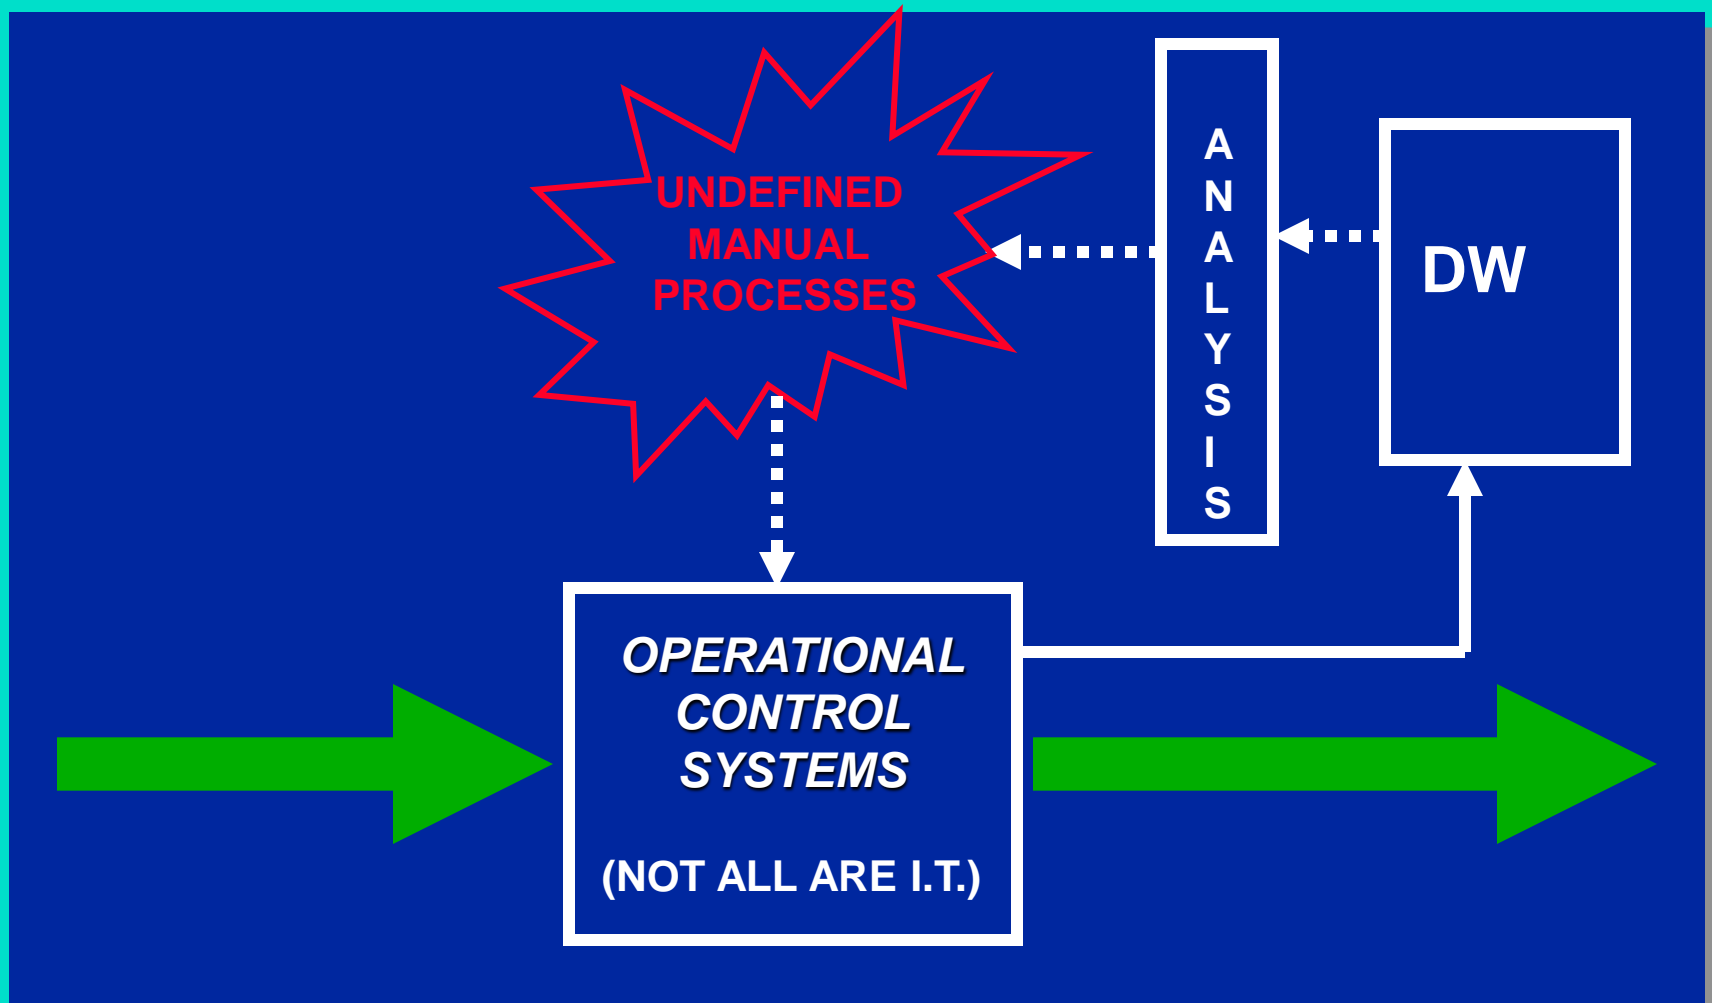 UNDEFINED
MANUAL
PROCESSES
A
N
A
L
Y
S
I
S
DW
OPERATIONAL
CONTROL
SYSTEMS
(NOT ALL ARE I.T.)